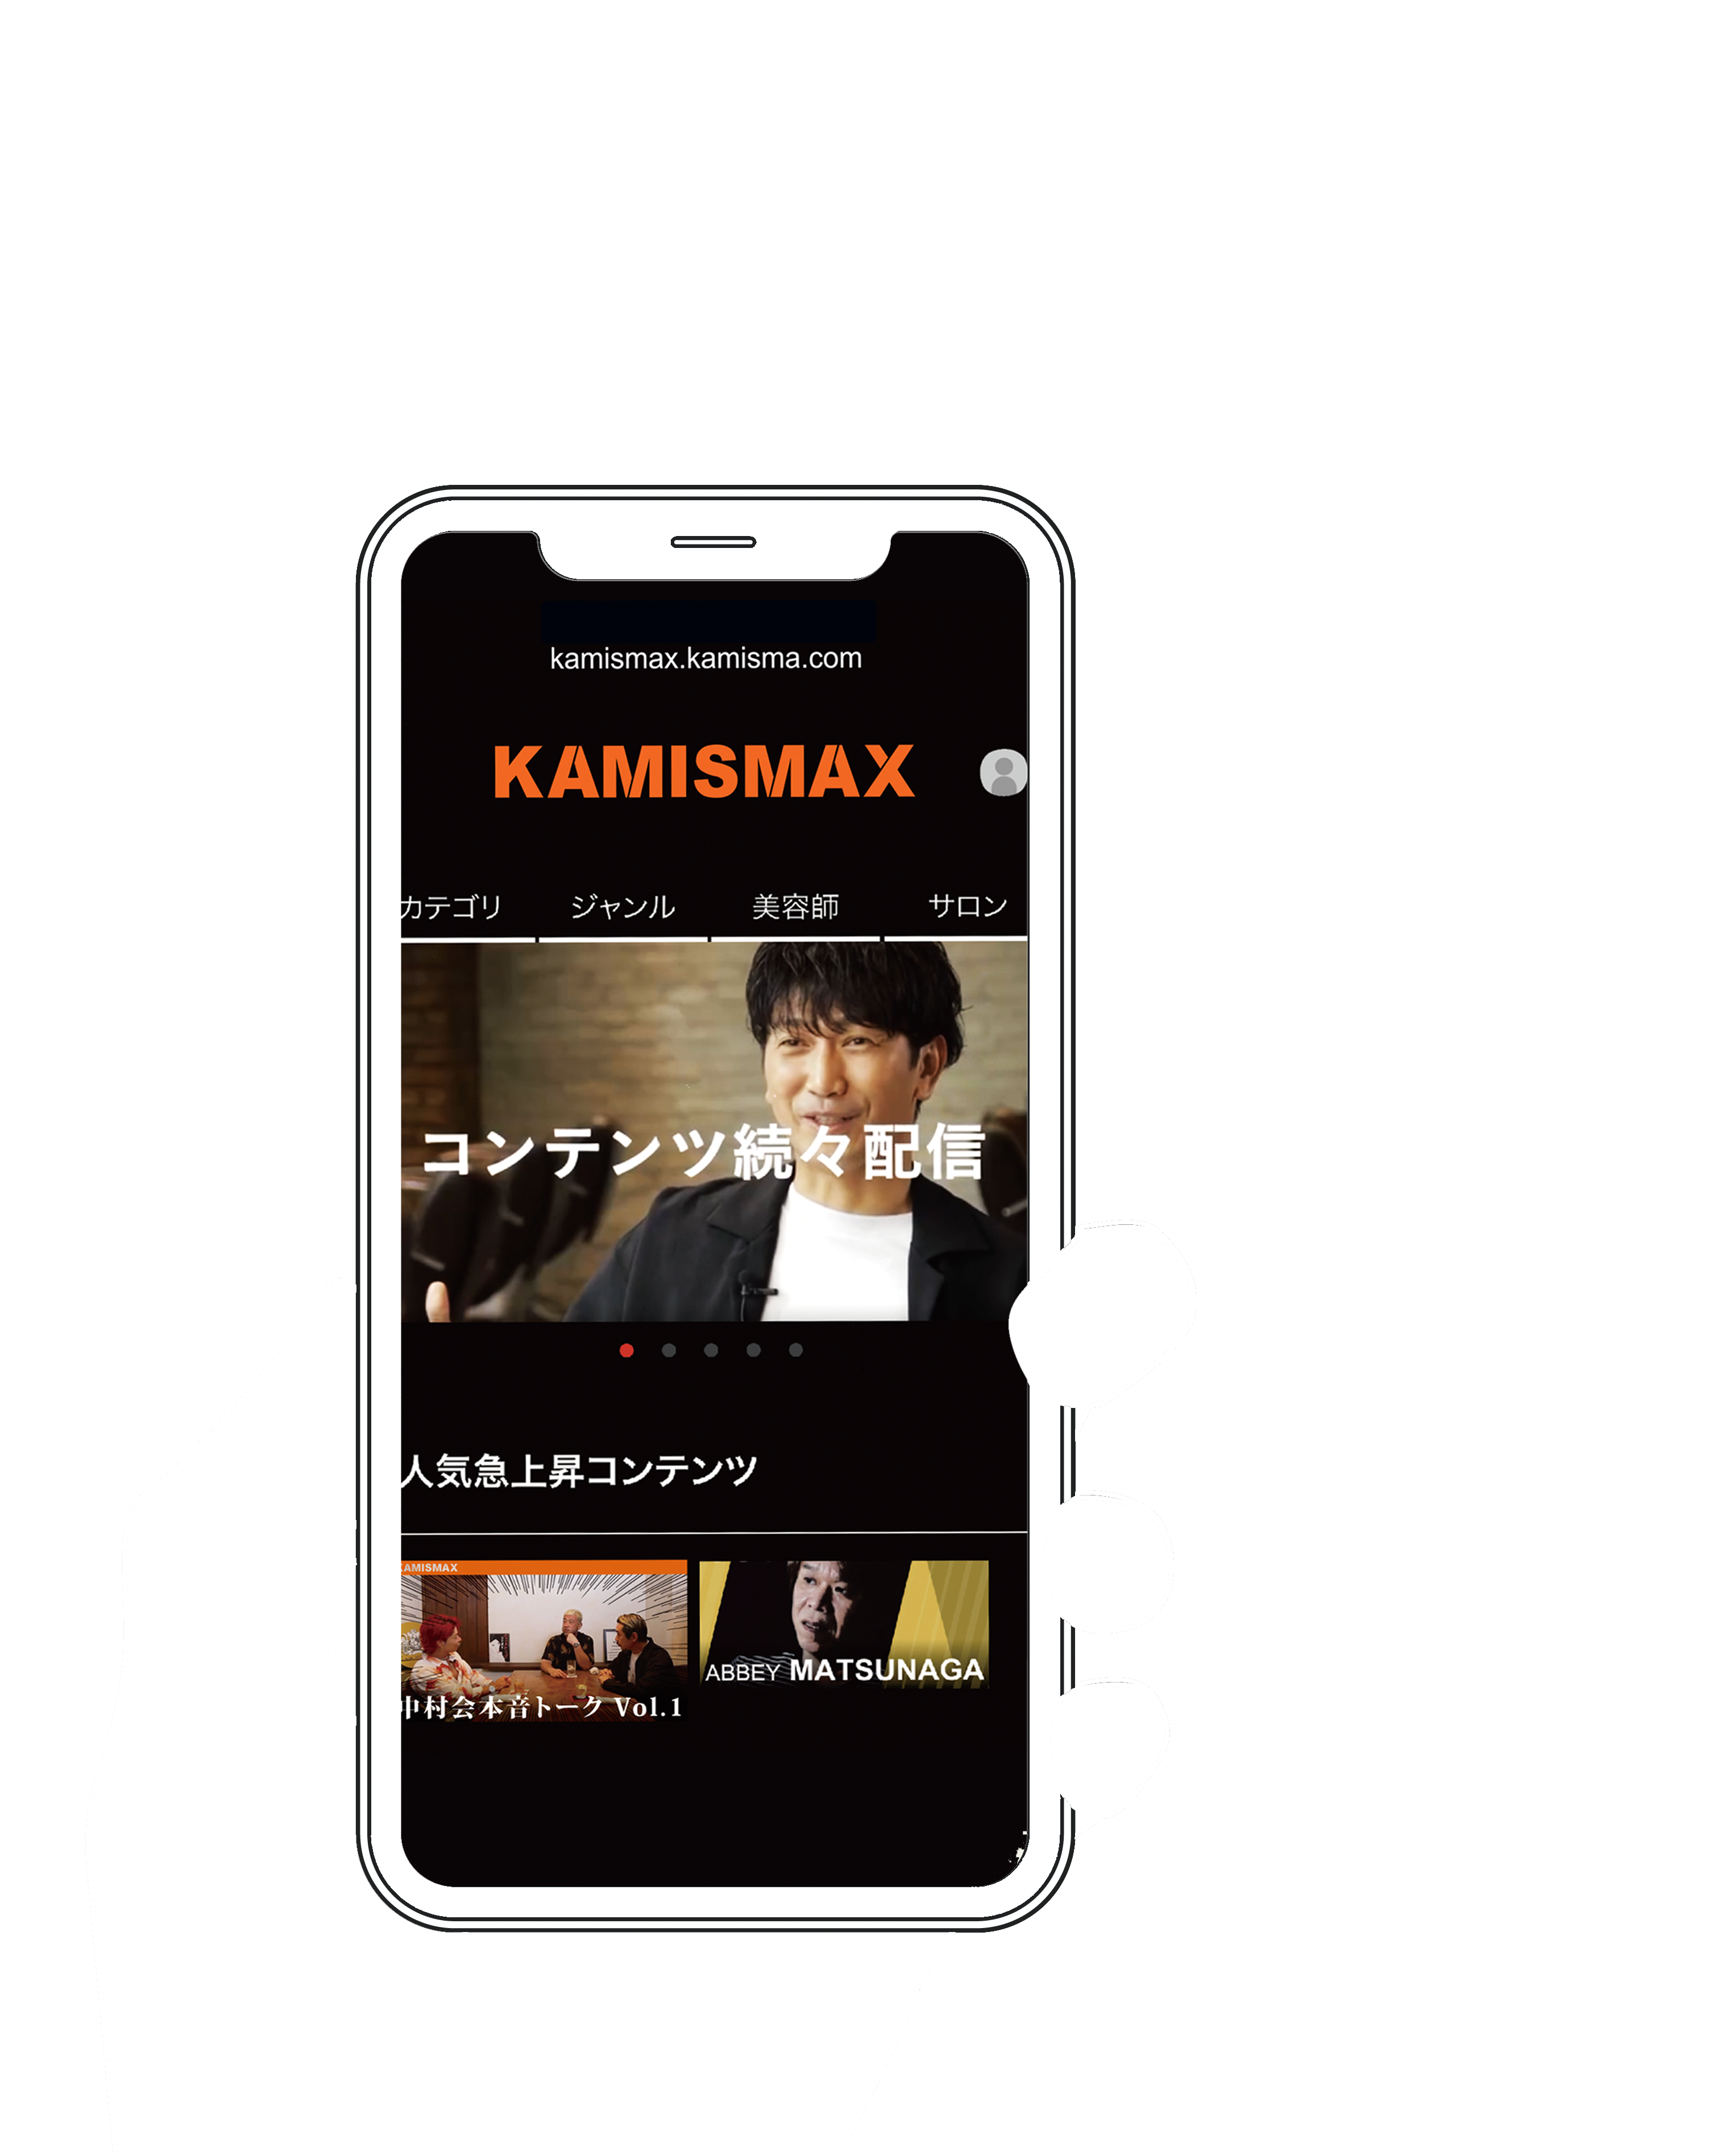 kamismax.kamisma.com
KAMISMAX
カテゴリ ジャンル 美容師 サロン
コンテンツ続々配信
人気急上昇コンテンツ
KAMISMAX
中村会本音トーク Vol.1
ABBEY MATSUNAGA